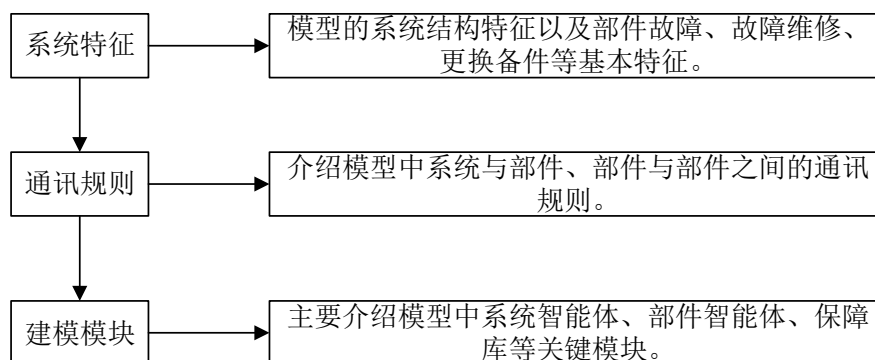 系统特征
模型的系统结构特征以及部件故障、故障维修、
更换备件等基本特征。
通讯规则
介绍模型中系统与部件、部件与部件之间的通讯
规则。
建模模块
主要介绍模型中系统智能体、部件智能体、保障
库等关键模块。